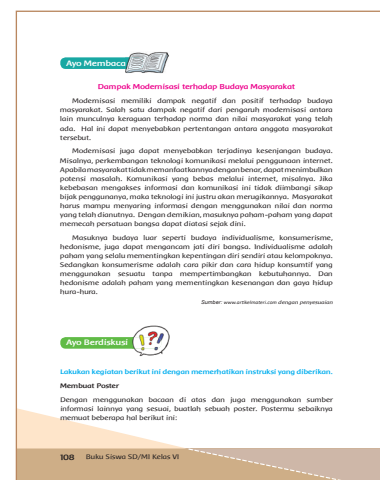 Ayo Membaca
Dampak Modernisasi terhadap Budaya Masyarakat
Modernisasi memiliki dampak negatif dan positif terhadap budaya
masyarakat. Salah satu dampak negatif dari pengaruh modernisasi antara
lain munculnya keraguan terhadap norma dan nilai masyarakat yang telah
ada. Hal ini dapat menyebabkan pertentangan antara anggota masyarakat
tersebut.
Modernisasi juga dapat menyebabkan terjadinya kesenjangan budaya.
Misalnya, perkembangan teknologi komunikasi melalui penggunaan internet.
Apabila masyarakat tidak memanfaatkannya dengan benar, dapat menimbulkan
potensi masalah. Komunikasi yang bebas melalui internet, misalnya. Jika
kebebasan mengakses informasi dan komunikasi ini tidak diimbangi sikap
bijak penggunanya, maka teknologi ini justru akan merugikannya. Masyarakat
harus mampu menyaring informasi dengan menggunakan nilai dan norma
yang telah dianutnya. Dengan demikian, masuknya paham-paham yang dapat
memecah persatuan bangsa dapat diatasi sejak dini.
Masuknya budaya luar seperti budaya individualisme, konsumerisme,
hedonisme, juga dapat mengancam jati diri bangsa. Individualisme adalah
paham yang selalu mementingkan kepentingan diri sendiri atau kelompoknya.
Sedangkan konsumerisme adalah cara pikir dan cara hidup konsumtif yang
menggunakan sesuatu tanpa mempertimbangkan kebutuhannya. Dan
hedonisme adalah paham yang mementingkan kesenangan dan gaya hidup
hura-hura.
Sumber: www.artikelmateri.com dengan penyesuaian
Ayo Berdiskusi
Lakukan kegiatan berikut ini dengan memerhatikan instruksi yang diberikan.
Membuat Poster
Dengan menggunakan bacaan di atas dan juga menggunakan sumber
informasi lainnya yang sesuai, buatlah sebuah poster. Postermu sebaiknya
memuat beberapa hal berikut ini:
108 Buku Siswa SD/MI Kelas VI